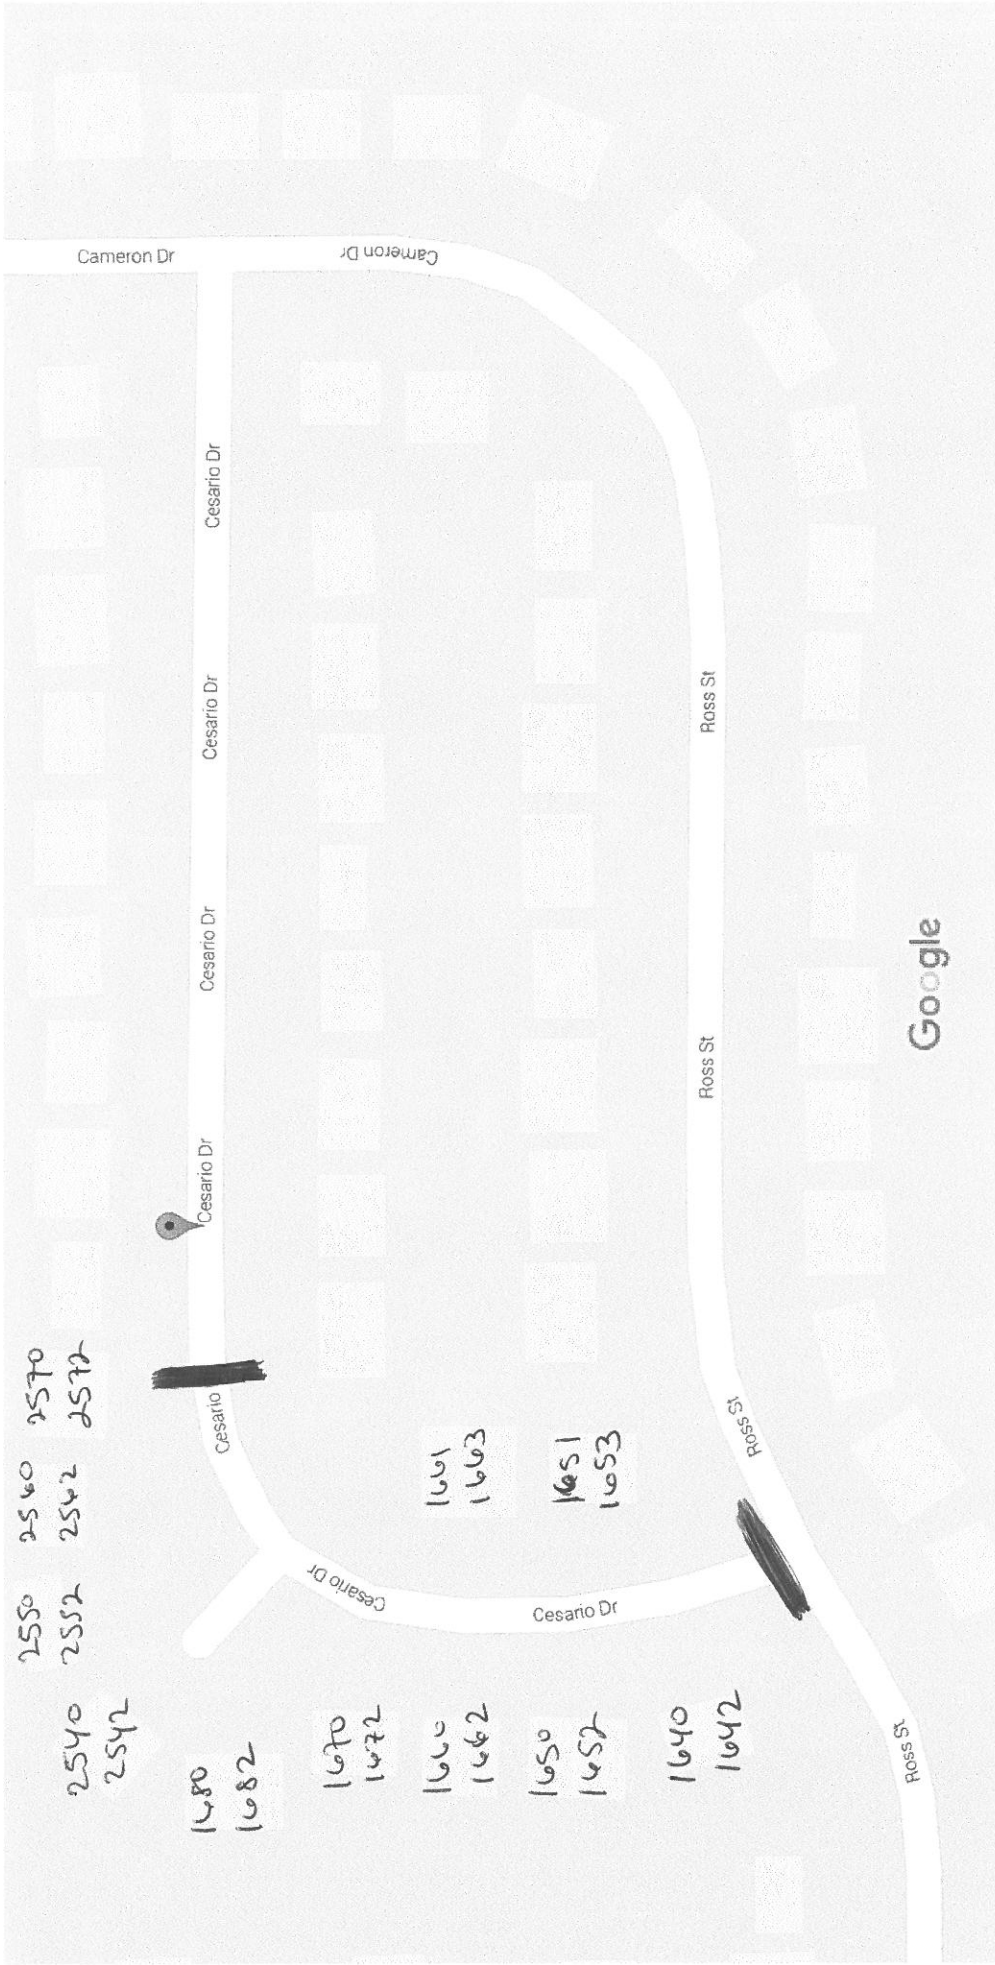 2540
2542
2550
2552
2560
2562
2570
2572
1680
1682
Cesario
Cesario Dr
Cesario Dr
Cesario Dr
Cesario Dr
Cameron Dr
Cameron Dr
1670
1672
Cesario Dr
1660
1662
1661
1663
1650
1652
Cesario Dr
1651
1653
1640
1642
Ross St
Ross St
Ross St
Ross St
Google